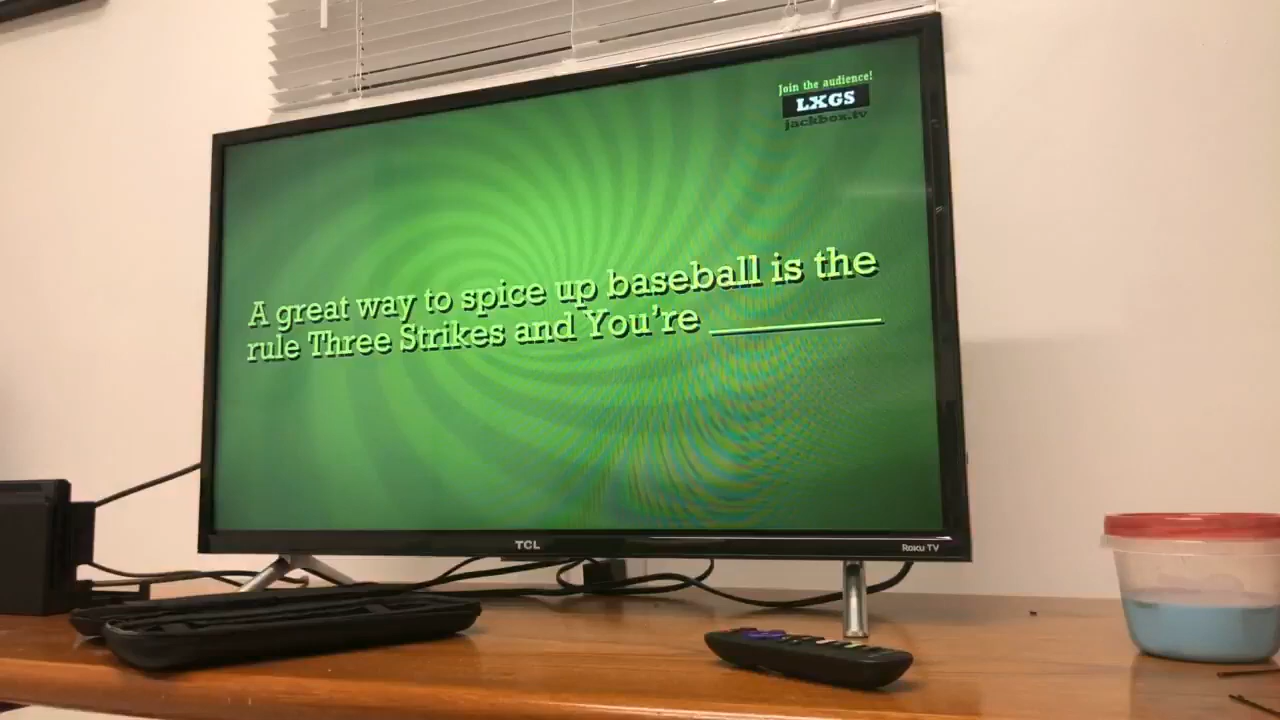 Join the audience!
LXGS
jackbox.tv
A great way to spice up baseball is the
rule Three Strikes and You're ________
TCL
Roku TV